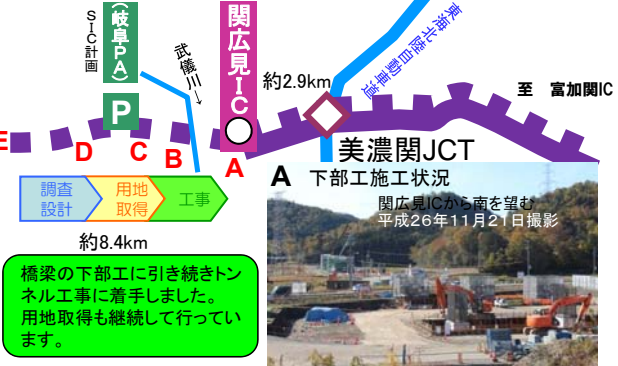 (岐阜PA)
SIC計画
P
武儀川→
関広見IC
約2.9km
東海北陸自動車道
至 富加関IC
美濃関JCT
E
D
C
B
A
調査
設計
用地
取得
工事
約8.4km
橋梁の下部工に引き続きトン
ネル工事に着手しました。
用地取得も継続して行ってい
ます。
A 下部工施工状況
関広見ICから南を望む
平成26年11月21日撮影